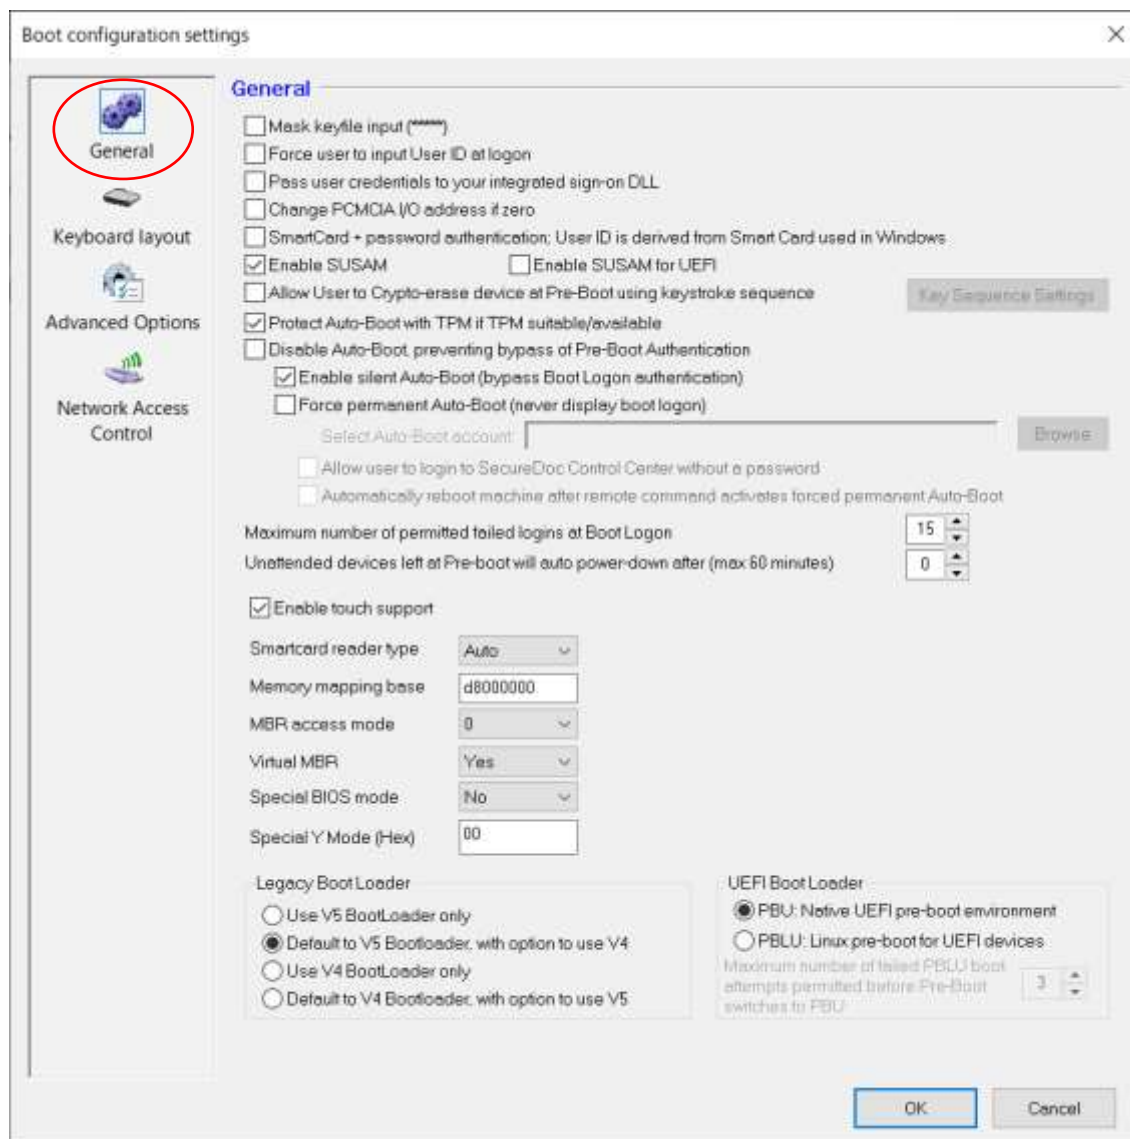 Boot configuration settings
General
Keyboard layout
Advanced Options
Network Access
Control
General
Mask keyfile input (*****)
Force user to input User ID at logon
Pass user credentials to your integrated sign-on DLL
Change PCMCIA I/O address if zero
SmartCard + password authentication; User ID is derived from Smart Card used in Windows
Enable SUSAM
Enable SUSAM for UEFI
Allow User to Crypto-erase device at Pre-Boot using keystroke sequence
Key Sequence Settings
Protect Auto-Boot with TPM if TPM suitable/available
Disable Auto-Boot, preventing bypass of Pre-Boot Authentication
Enable silent Auto-Boot (bypass Boot Logon authentication)
Force permanent Auto-Boot (never display boot logon)
Select Auto-Boot account
Browse
Allow user to login to SecureDoc Control Center without a password
Automatically reboot machine after remote command activates forced permanent Auto-Boot
Maximum number of permitted failed logins at Boot Logon
15
Unattended devices left at Pre-boot will auto power-down after (max 60 minutes)
0
Enable touch support
Smartcard reader type
Auto
Memory mapping base
d8000000
MBR access mode
0
Virtual MBR
Yes
Special BIOS mode
No
Special Y Mode (Hex)
00
Legacy Boot Loader
Use V5 BootLoader only
Default to V5 Bootloader, with option to use V4
Use V4 BootLoader only
Default to V4 Bootloader, with option to use V5
UEFI Boot Loader
PBU: Native UEFI pre-boot environment
PBLU: Linux pre-boot for UEFI devices
Maximum number of failed PBLU boot
attempts permitted before Pre-Boot
switches to PBU
3
OK
Cancel